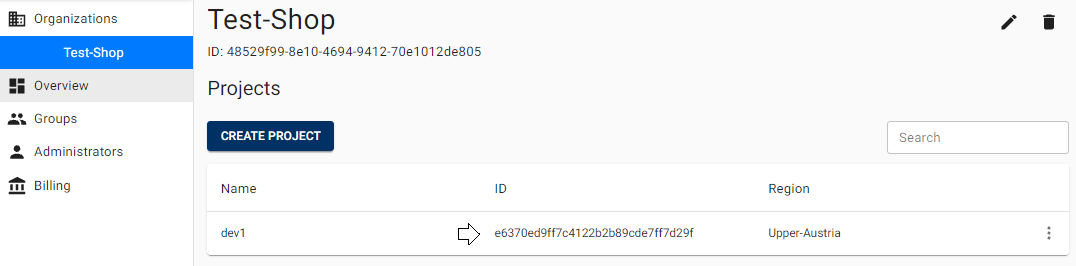 Organizations
Test-Shop
Overview
Groups
Administrators
Billing
Test-Shop
ID: 48529f99-8e10-4694-9412-70e1012de805
Projects
CREATE PROJECT
Search
Name ID Region
dev1 e6370ed9ff7c4122b2b89cde7ff7d29f Upper-Austria